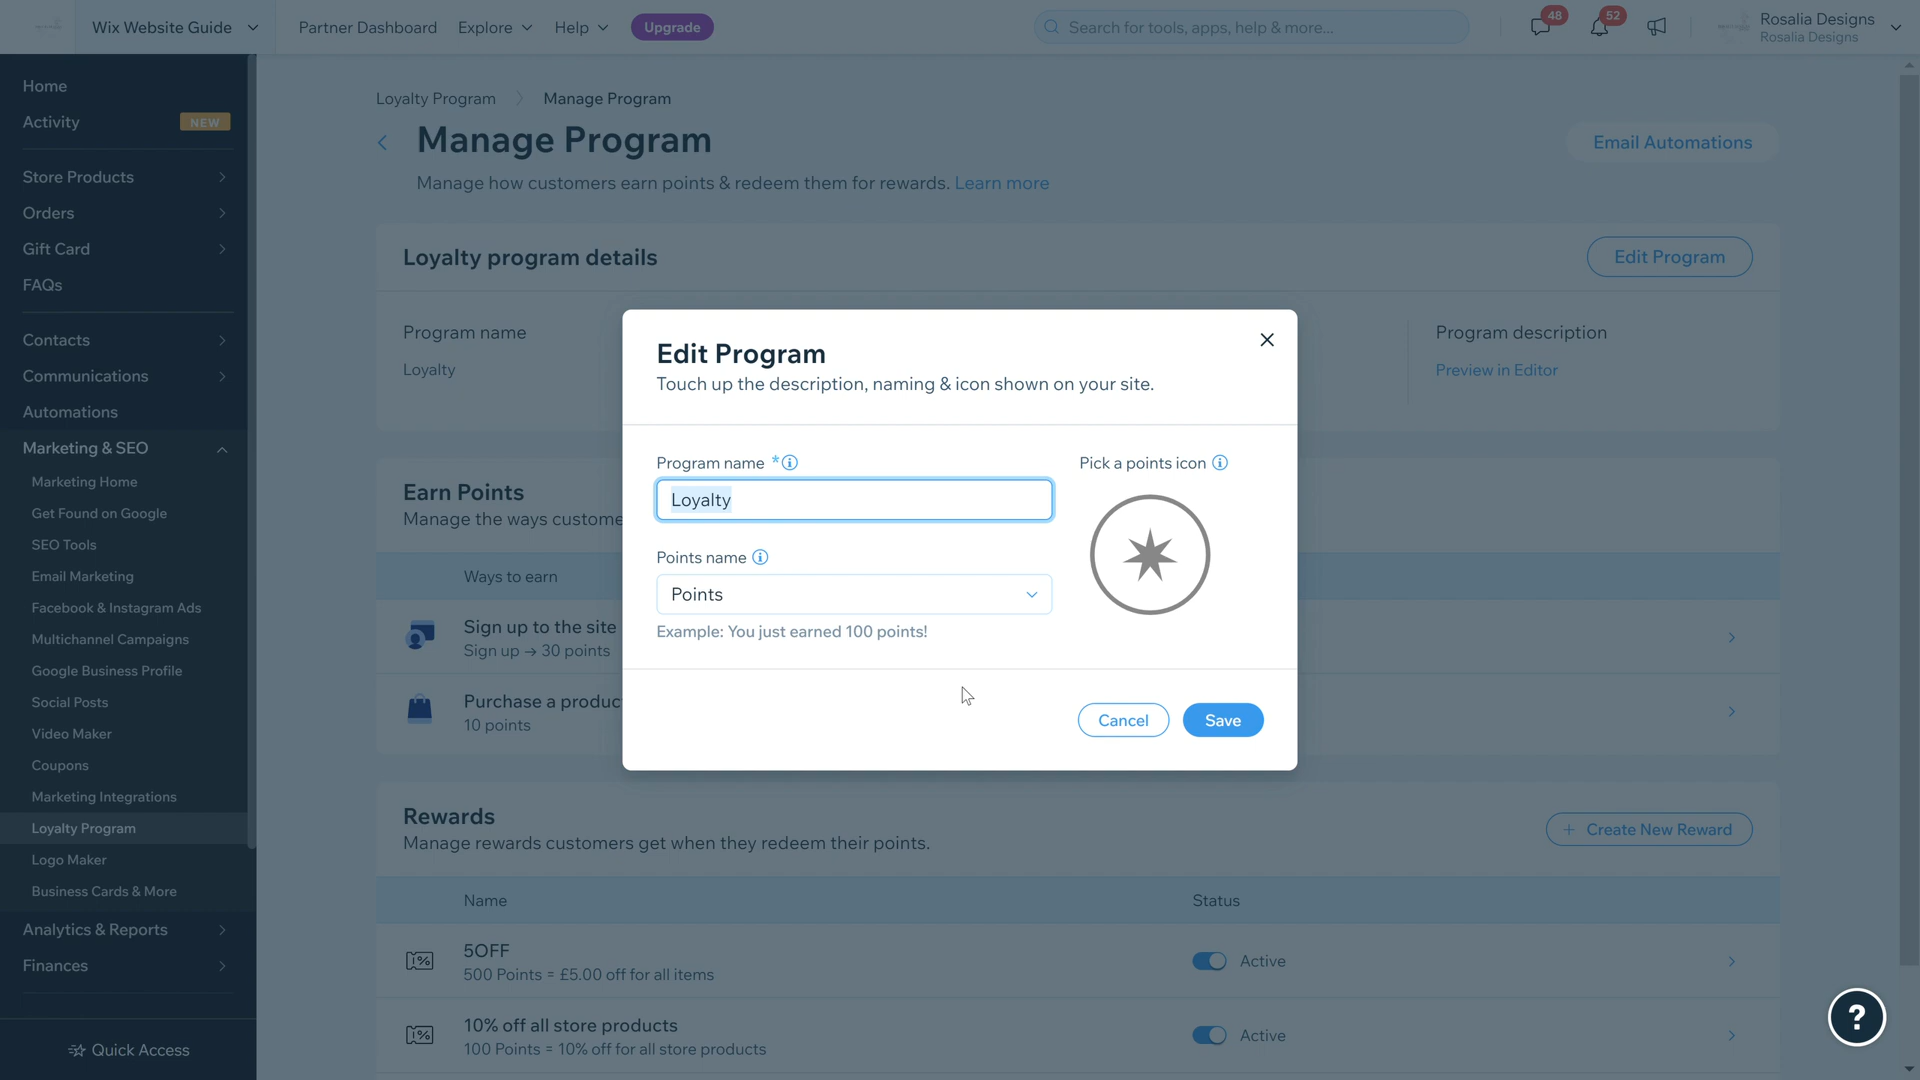 Wix Website Guide
Partner Dashboard
Explore
Help
Upgrade
Search for tools, apps, help & more...
48
52
Rosalia Designs
Rosalia Designs
Home
Activity
NEW
Store Products
Orders
Gift Card
FAQs
Contacts
Communications
Automations
Marketing & SEO
Marketing Home
Get Found on Google
SEO Tools
Email Marketing
Facebook & Instagram Ads
Multichannel Campaigns
Google Business Profile
Social Posts
Video Maker
Coupons
Marketing Integrations
Loyalty Program
Logo Maker
Business Cards & More
Analytics & Reports
Finances
Quick Access
Loyalty Program
Manage Program
Manage Program
Email Automations
Manage how customers earn points & redeem them for rewards. Learn more
Loyalty program details
Edit Program
Program name
Loyalty
Program description
Preview in Editor
Earn Points
Manage the ways custome
Ways to earn
Sign up to the site
Sign up → 30 points
Purchase a produc
10 points
Edit Program
Touch up the description, naming & icon shown on your site.
Program name *
Loyalty
Pick a points icon
Points name
Points
Example: You just earned 100 points!
Cancel
Save
Rewards
Manage rewards customers get when they redeem their points.
+ Create New Reward
Name
Status
5OFF
500 Points = £5.00 off for all items
Active
10% off all store products
100 Points = 10% off for all store products
Active
?